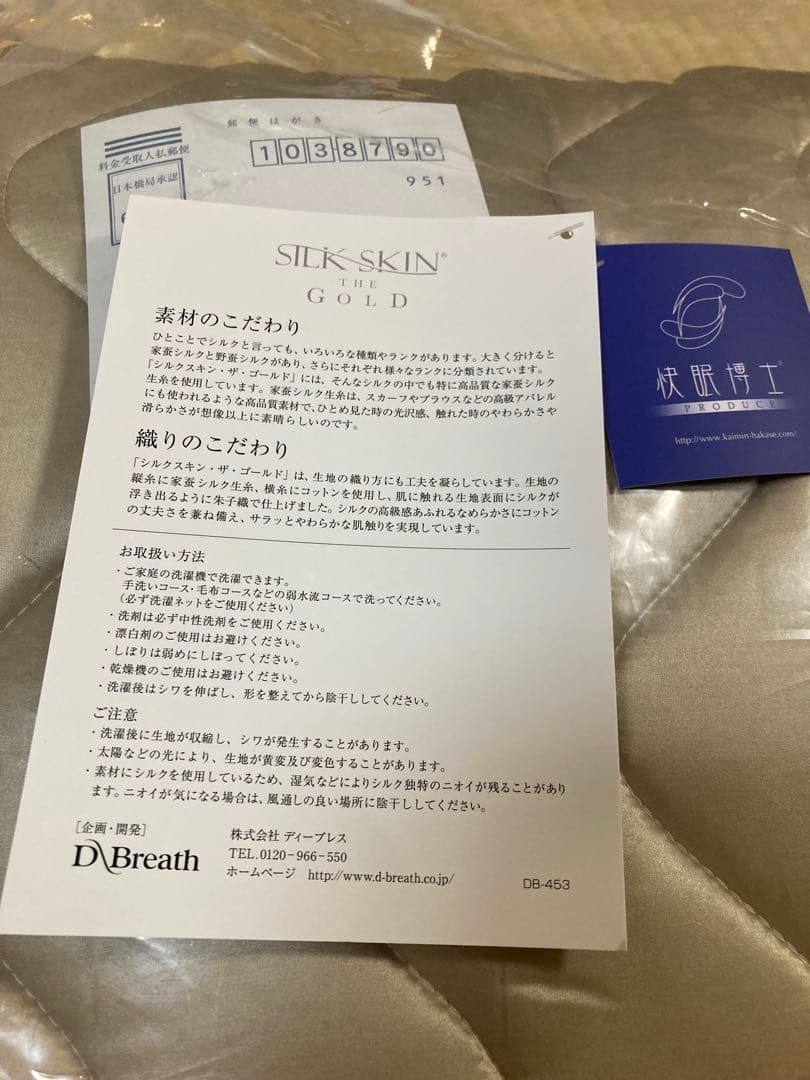 郵便はがき
1038790
951
料金受取人払郵便
日本橋局承認
6
SILK SKIN®
THE
GOLD
素材のこだわり
ひとことでシルクと言っても、いろいろな種類やランクがあります。大きく分けると
家蚕シルクと野蚕シルクがあり、さらにそれぞれ様々なランクに分類されています。
「シルクスキン・ザ・ゴールド」には、そんなシルクの中でも特に高品質な家蚕シルク
生糸を使用しています。家蚕シルク生糸は、スカーフやブラウスなどの高級アパレル
にも使われるような高品質素材で、ひとめ見た時の光沢感、触れた時のやわらかさや
滑らかさが想像以上に素晴らしいのです。
織りのこだわり
「シルクスキン・ザ・ゴールド」は、生地の織り方にも工夫を凝らしています。生地の
縦糸に家蚕シルク生糸、横糸にコットンを使用し、肌に触れる生地表面にシルクが
浮き出るように朱子織で仕上げました。シルクの高級感あふれるなめらかさにコットン
の丈夫さを兼ね備え、サラッとやわらかな肌触りを実現しています。
お取扱い方法
・ご家庭の洗濯機で洗濯できます。
手洗いコース・毛布コースなどの弱水流コースで洗ってください。
(必ず洗濯ネットをご使用ください)
・洗剤は必ず中性洗剤をご使用ください。
・漂白剤のご使用はお避けください。
・しぼりは弱めにしぼってください。
・乾燥機のご使用はお避けください。
・洗濯後はシワを伸ばし、形を整えてから陰干ししてください。
ご注意
・洗濯後に生地が収縮し、シワが発生することがあります。
・太陽などの光により、生地が黄変及び変色することがあります。
・素材にシルクを使用しているため、湿気などによりシルク独特のニオイが残ることがあり
ます。ニオイが気になる場合は、風通しの良い場所に陰干ししてください。
[企画・開発]
D\Breath
株式会社 ディーブレス
TEL.0120-966-550
ホームページ http://www.d-breath.co.jp/
DB-453
快眠博士
PRODUCE
http://www.kaimin-hakase.com/